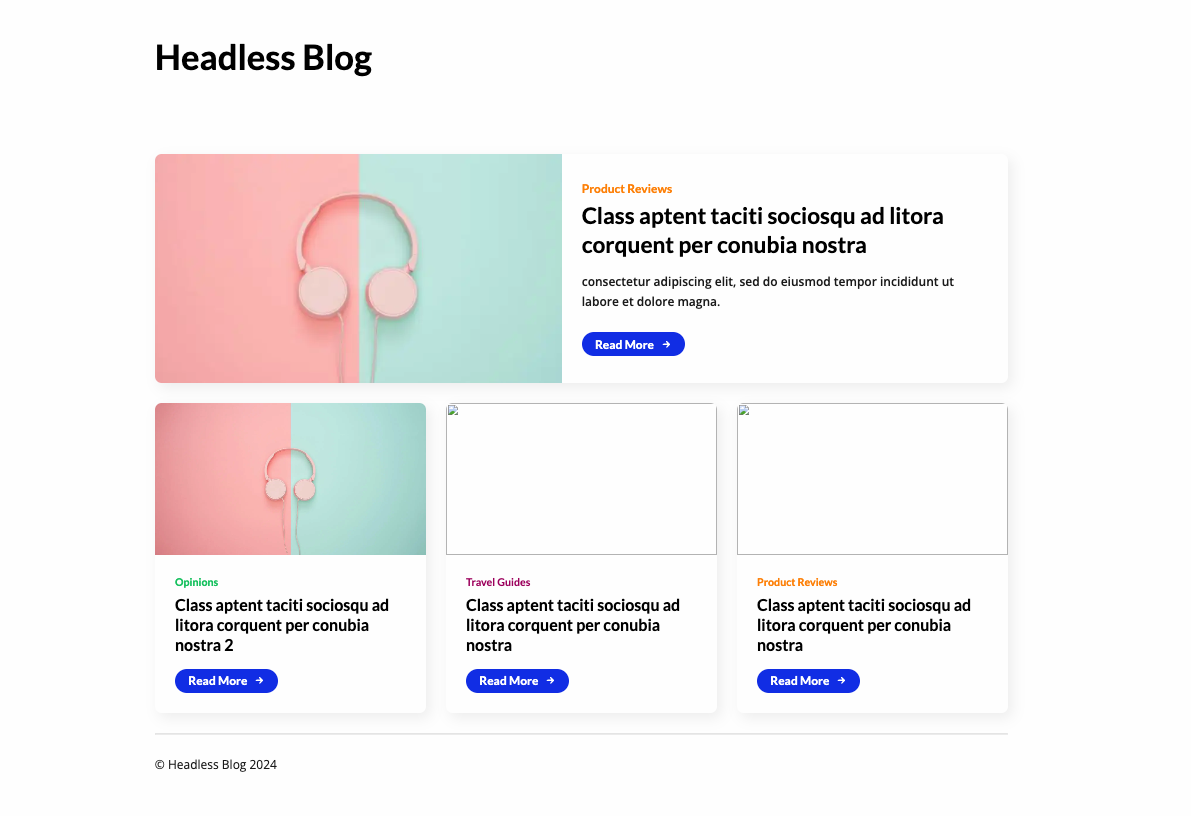 Headless Blog
Product Reviews
Class aptent taciti sociosqu ad litora
corquent per conubia nostra
consectetur adipiscing elit, sed do eiusmod tempor incididunt ut
labore et dolore magna.
Read More →
Opinions
Class aptent taciti sociosqu ad
litora corquent per conubia
nostra 2
Read More →
Travel Guides
Class aptent taciti sociosqu ad
litora corquent per conubia
nostra
Read More →
Product Reviews
Class aptent taciti sociosqu ad
litora corquent per conubia
nostra
Read More →
© Headless Blog 2024